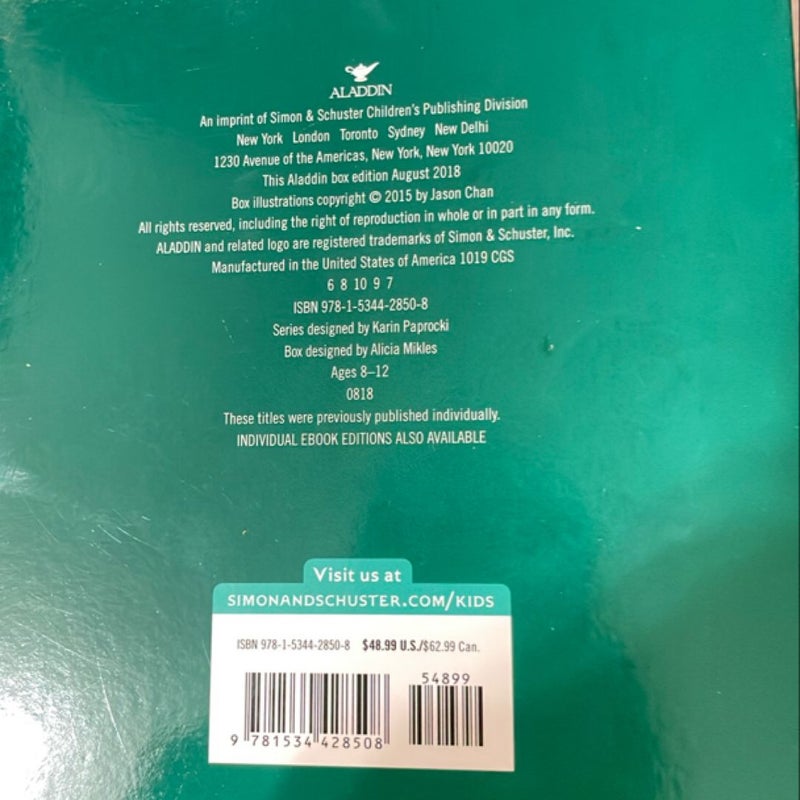 ALADDIN
An imprint of Simon & Schuster Children's Publishing Division
New York London Toronto Sydney New Delhi
1230 Avenue of the Americas, New York, New York 10020
This Aladdin box edition August 2018
Box illustrations copyright © 2015 by Jason Chan
All rights reserved, including the right of reproduction in whole or in part in any form.
ALADDIN and related logo are registered trademarks of Simon & Schuster, Inc.
Manufactured in the United States of America 1019 CGS
6 8 10 9 7
ISBN 978-1-5344-2850-8
Series designed by Karin Paprocki
Box designed by Alicia Mikles
Ages 8–12
0818
These titles were previously published individually.
INDIVIDUAL EBOOK EDITIONS ALSO AVAILABLE
Visit us at
SIMONANDSCHUSTER.COM/KIDS
ISBN 978-1-5344-2850-8 $48.99 U.S./$62.99 Can.
54899
9 781534 428508